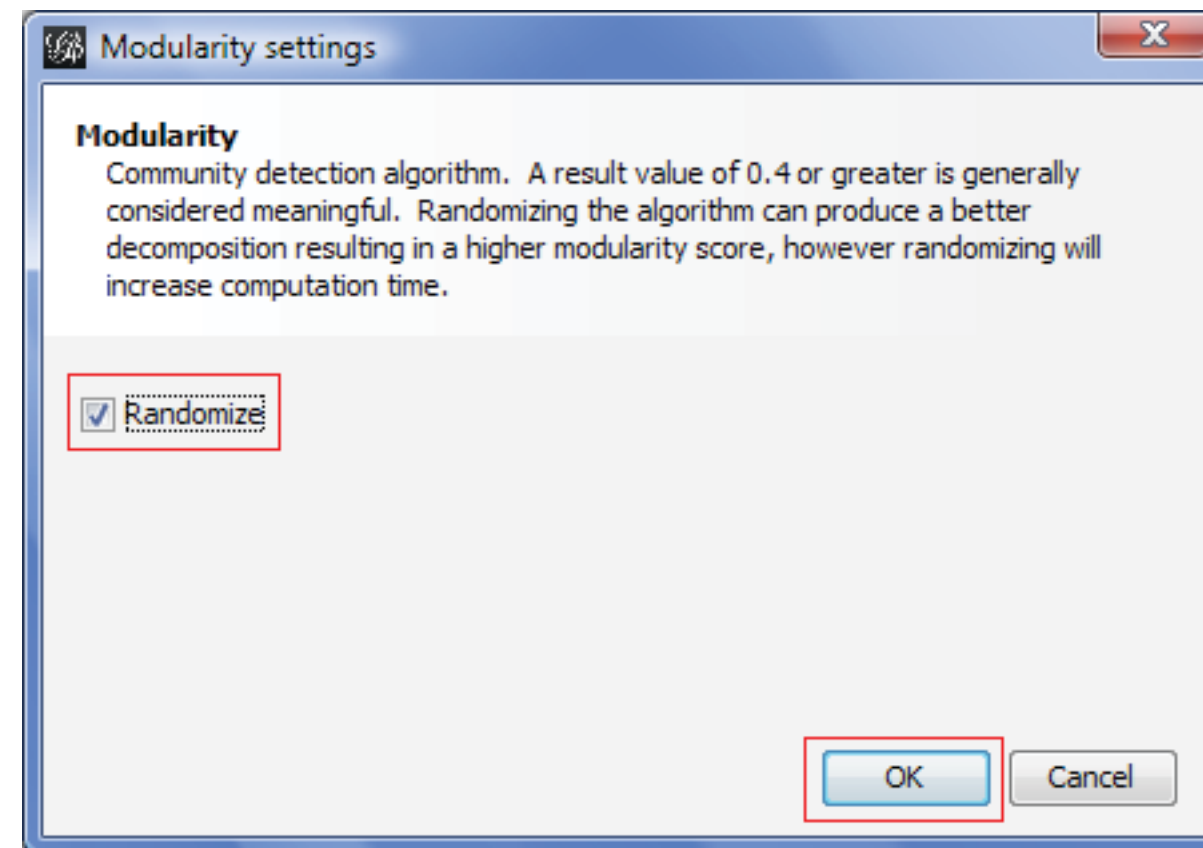 Modularity settings
Modularity
Community detection algorithm.  A result value of 0.4 or greater is generally
considered meaningful.  Randomizing the algorithm can produce a better
decomposition resulting in a higher modularity score, however randomizing will
increase computation time.
Randomize
OK
Cancel